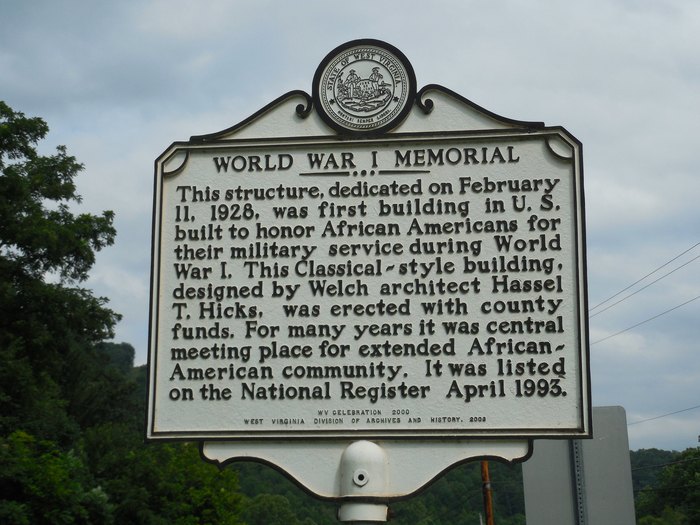 STATE OF WEST VIRGINIA
MONTANI SEMPER LIBERI
WORLD WAR I MEMORIAL
This structure, dedicated on February
11, 1928, was first building in U. S.
built to honor African Americans for
their military service during World
War I. This Classical-style building,
designed by Welch architect Hassel
T. Hicks, was erected with county
funds. For many years it was central
meeting place for extended African-
American community. It was listed
on the National Register April 1993.
WV CELEBRATION 2000
WEST VIRGINIA DIVISION OF ARCHIVES AND HISTORY, 2003